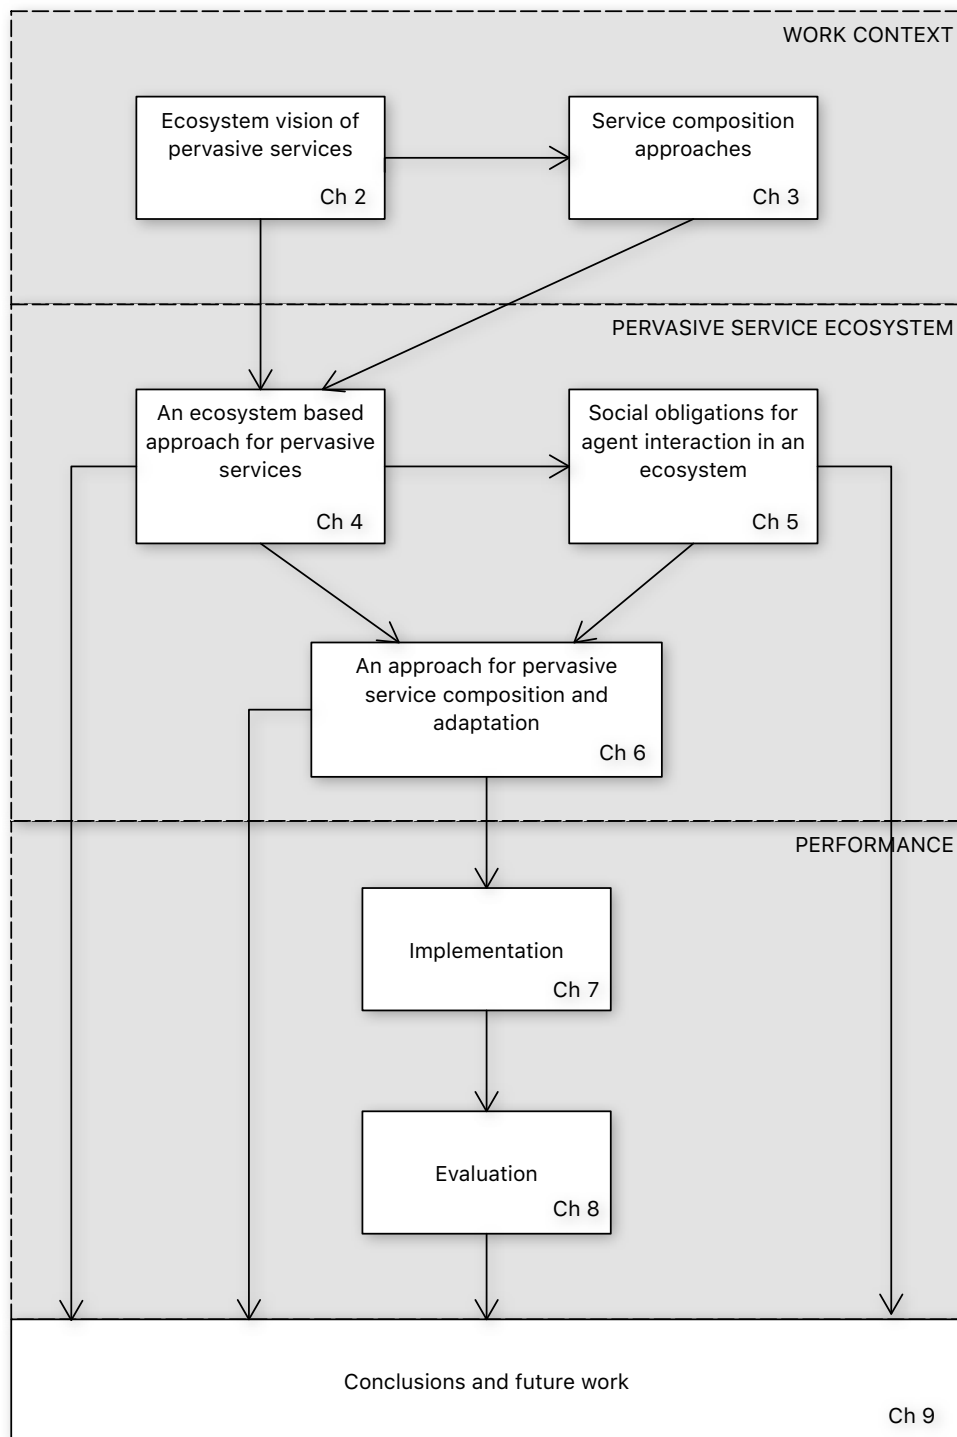 WORK CONTEXT
Ecosystem vision of
pervasive services
Ch 2
Service composition
approaches
Ch 3
PERVASIVE SERVICE ECOSYSTEM
An ecosystem based
approach for pervasive
services
Ch 4
Social obligations for
agent interaction in an
ecosystem
Ch 5
An approach for pervasive
service composition and
adaptation
Ch 6
PERFORMANCE
Implementation
Ch 7
Evaluation
Ch 8
Conclusions and future work
Ch 9